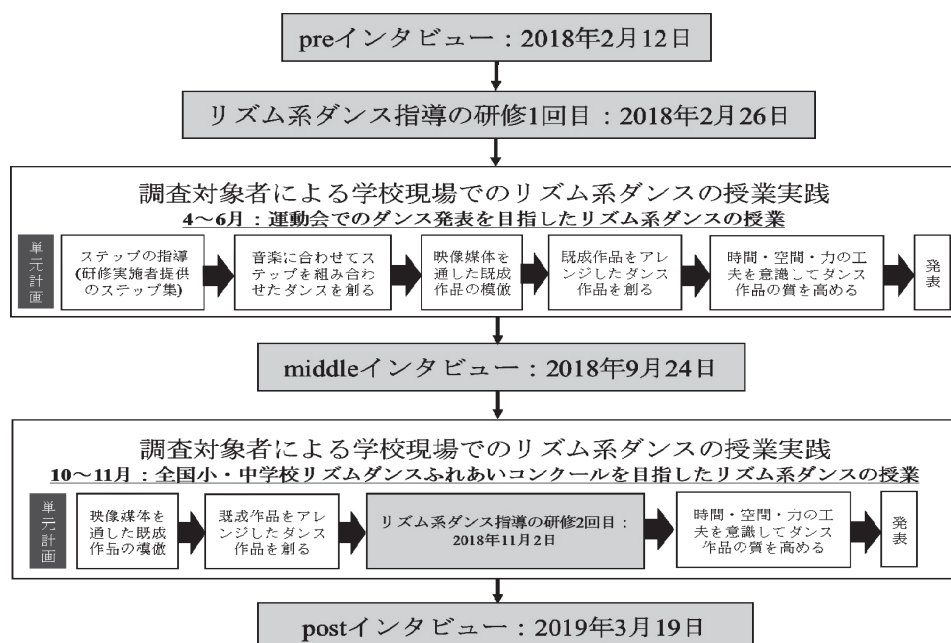 preインタビュー：2018年2月12日
リズム系ダンス指導の研修1回目：2018年2月26日
調査対象者による学校現場でのリズム系ダンスの授業実践
4～6月：運動会でのダンス発表を目指したリズム系ダンスの授業
単元計画
ステップの指導
(研修実施者提供
のステップ集)
音楽に合わせて
ステップを組み合わ
せたダンスを創る
映像媒体を
通した既成
作品の模倣
既成作品をアレ
ンジしたダンス
作品を創る
時間・空間・力の工
夫を意識してダンス
作品の質を高める
発表
middleインタビュー：2018年9月24日
調査対象者による学校現場でのリズム系ダンスの授業実践
10～11月：全国小・中学校リズムダンスふれあいコンクールを目指したリズム系ダンスの授業
単元計画
映像媒体を
通した既成
作品の模倣
既成作品をアレ
ンジしたダンス
作品を創る
リズム系ダンス指導の研修2回目：
2018年11月2日
時間・空間・力の工
夫を意識してダンス
作品の質を高める
発表
postインタビュー：2019年3月19日